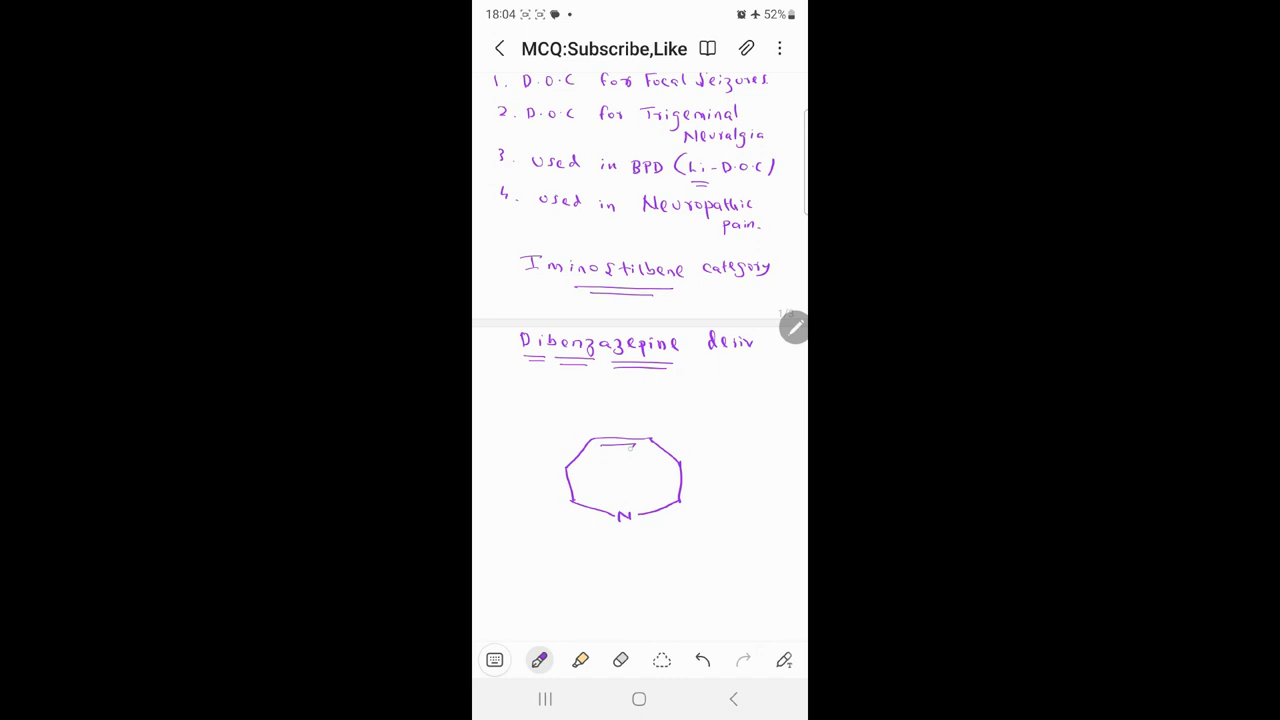 18:04 52%
MCQ:Subscribe,Like
1. D.O.C for Focal Seizures.
2. D.O.C for Trigeminal
Neuralgia
3. Used in BPD (Li-D.O.C)
4. Used in Neuropathic
pain.
Iminostilbene category
Dibenzazepine deriv
N